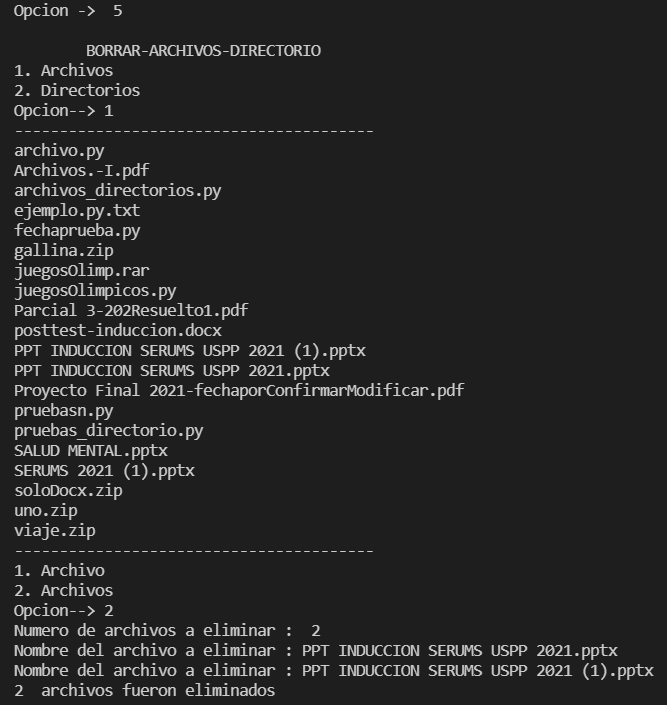 Opcion -> 5
BORRAR-ARCHIVOS-DIRECTORIO
1. Archivos
2. Directorios
Opcion--> 1
----------------------------------------
archivo.py
Archivos.-I.pdf
archivos_directorios.py
ejemplo.py.txt
fechaprueba.py
gallina.zip
juegosOlimp.rar
juegosOlimpicos.py
Parcial 3-202Resuelto1.pdf
posttest-induccion.docx
PPT INDUCCION SERUMS USPP 2021 (1).pptx
PPT INDUCCION SERUMS USPP 2021.pptx
Proyecto Final 2021-fechaporConfirmarModificar.pdf
pruebasn.py
pruebas_directorio.py
SALUD MENTAL.pptx
SERUMS 2021 (1).pptx
soloDocx.zip
uno.zip
viaje.zip
----------------------------------------
1. Archivo
2. Archivos
Opcion--> 2
Numero de archivos a eliminar :  2
Nombre del archivo a eliminar : PPT INDUCCION SERUMS USPP 2021.pptx
Nombre del archivo a eliminar : PPT INDUCCION SERUMS USPP 2021 (1).pptx
2  archivos fueron eliminados